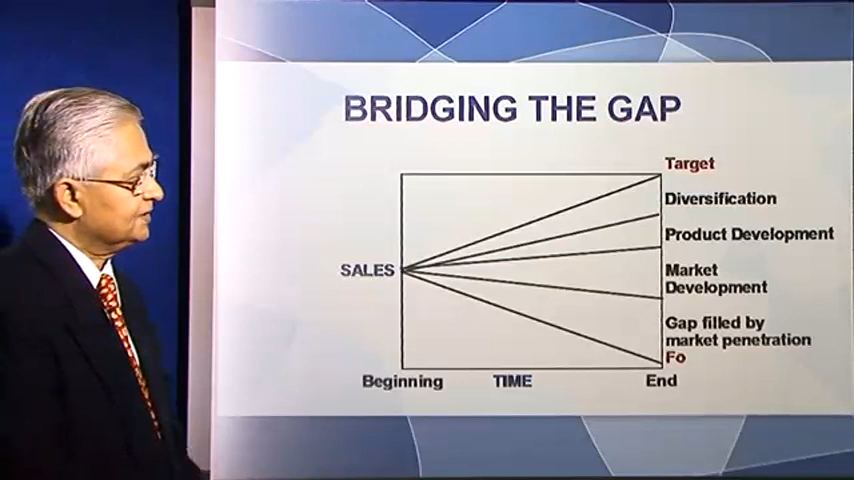 BRIDGING THE GAP
Target
Diversification
Product Development
SALES
Market
Development
Gap filled by
market penetration
Fo
Beginning
TIME
End